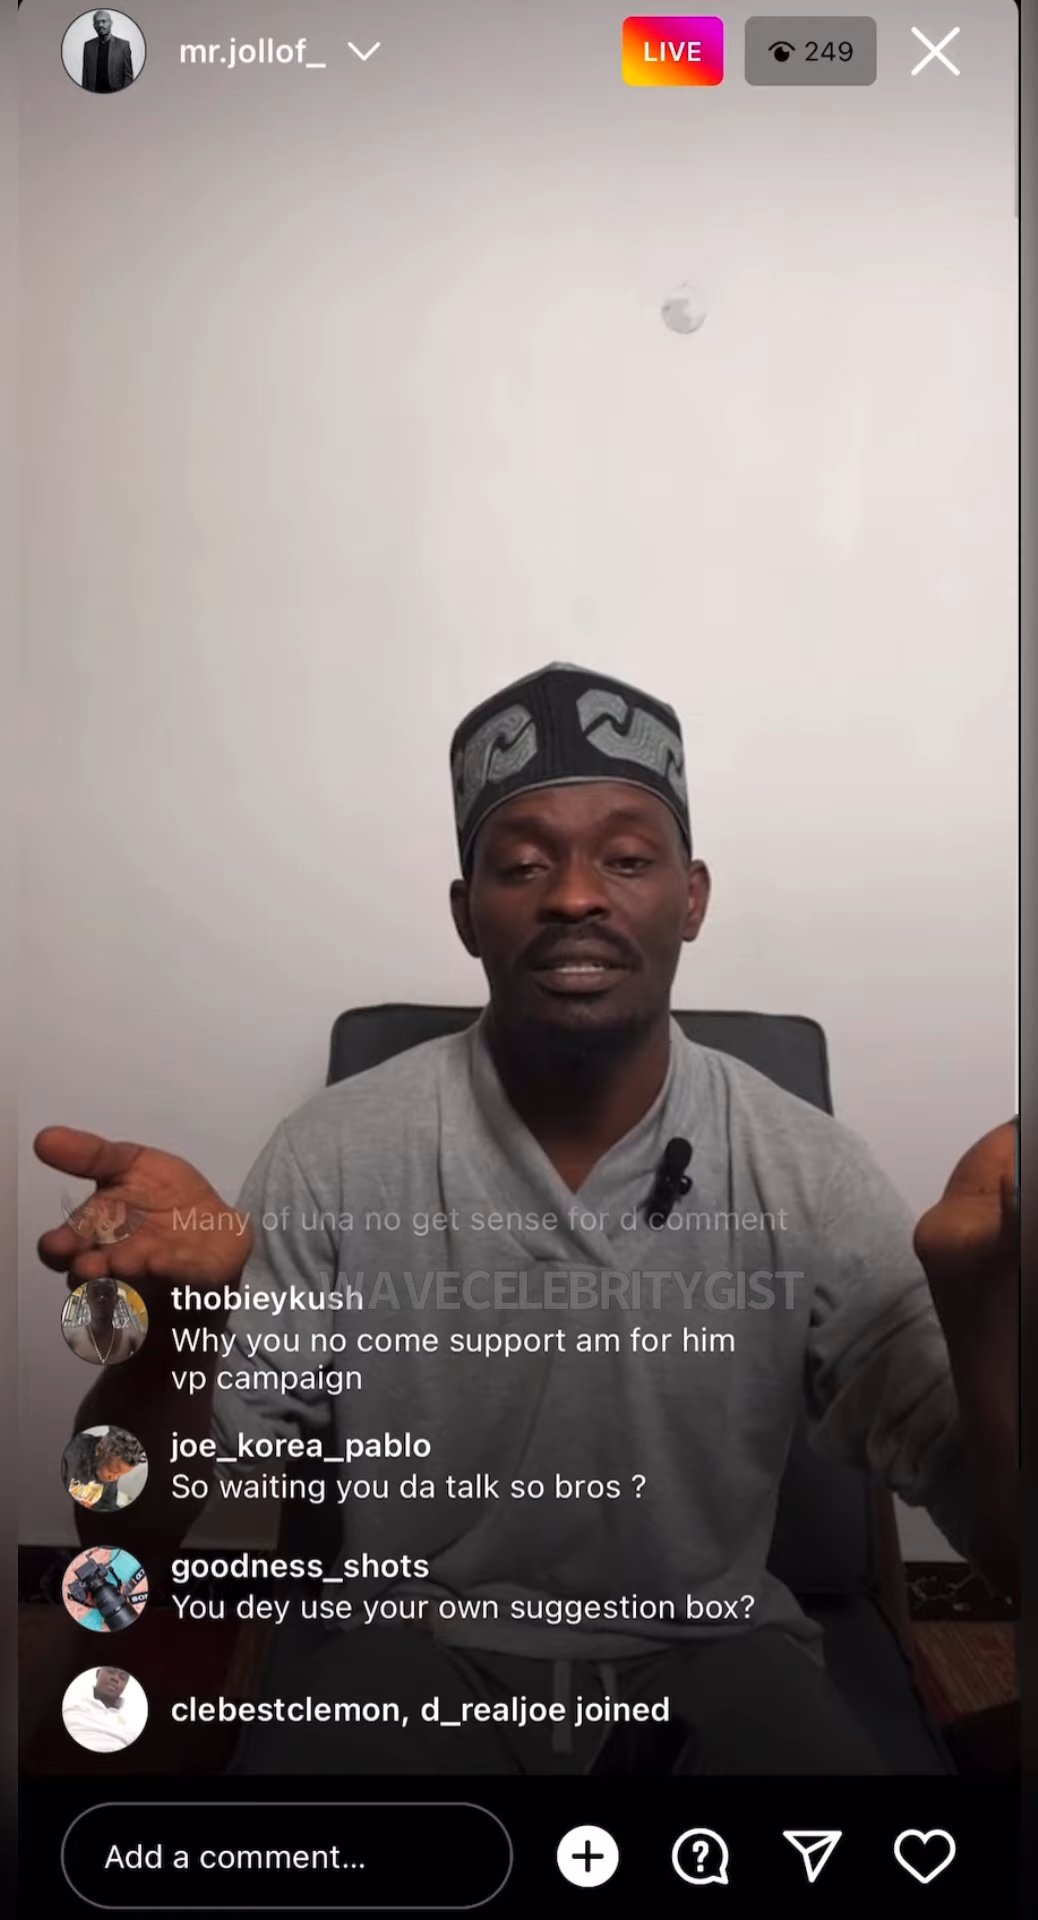 mr.jollof_
LIVE
249
Many of una no get sense for d comment
WAVECELEBRITYGIST
thobieykush
Why you no come support am for him
vp campaign
joe_korea_pablo
So waiting you da talk so bros ?
goodness_shots
You dey use your own suggestion box?
clebestclemon, d_realjoe joined
Add a comment...